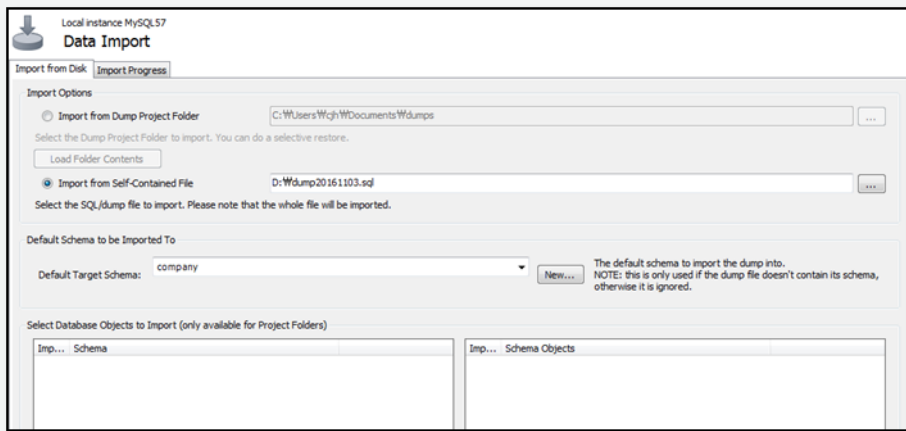 Local instance MySQL57
Data Import
Import from Disk Import Progress
Import Options
Import from Dump Project Folder C:₩Users₩cjh₩Documents₩dumps ...
Select the Dump Project Folder to import. You can do a selective restore.
Load Folder Contents
Import from Self-Contained File D:₩dump20161103.sql ...
Select the SQL/dump file to import. Please note that the whole file will be imported.
Default Schema to be Imported To
Default Target Schema: company New... The default schema to import the dump into.
NOTE: this is only used if the dump file doesn't contain its schema,
otherwise it is ignored.
Select Database Objects to Import (only available for Project Folders)
Imp... Schema Imp... Schema Objects